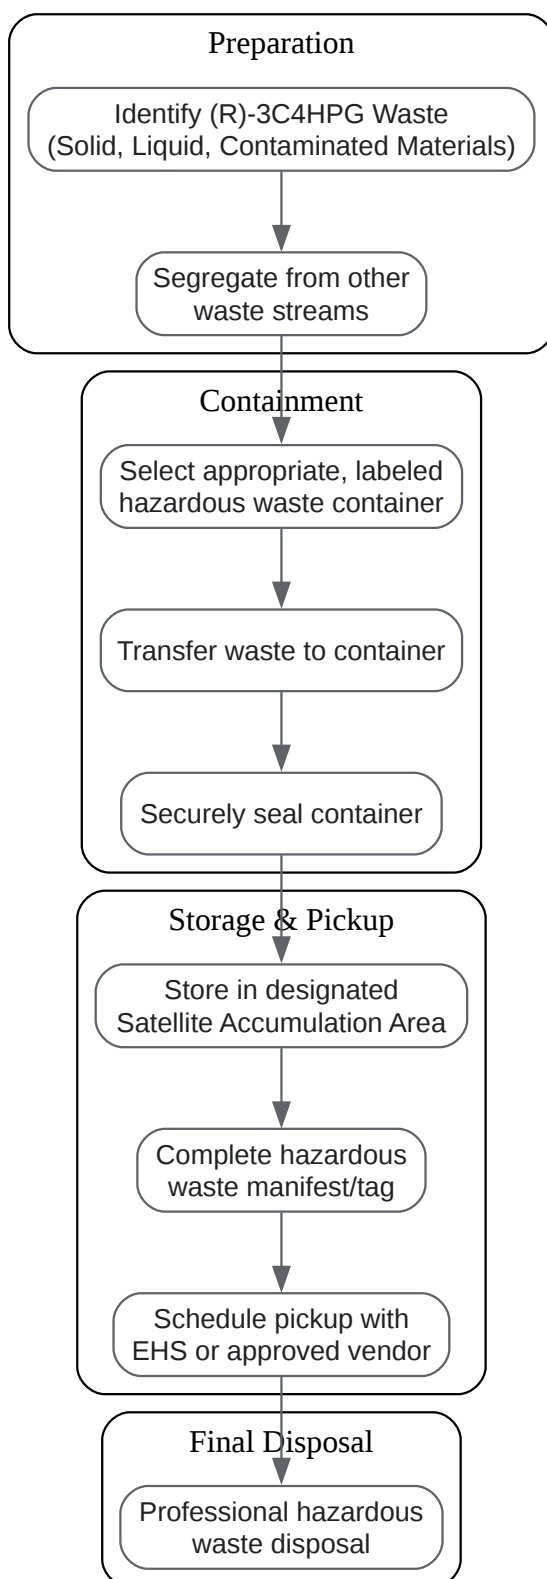 Preparation
Identify (R)-3C4HPG Waste
(Solid, Liquid, Contaminated Materials)
Segregate from other
waste streams
Containment
Select appropriate, labeled
hazardous waste container
Transfer waste to container
Securely seal container
Storage & Pickup
Store in designated
Satellite Accumulation Area
Complete hazardous
waste manifest/tag
Schedule pickup with
EHS or approved vendor
Final Disposal
Professional hazardous
waste disposal